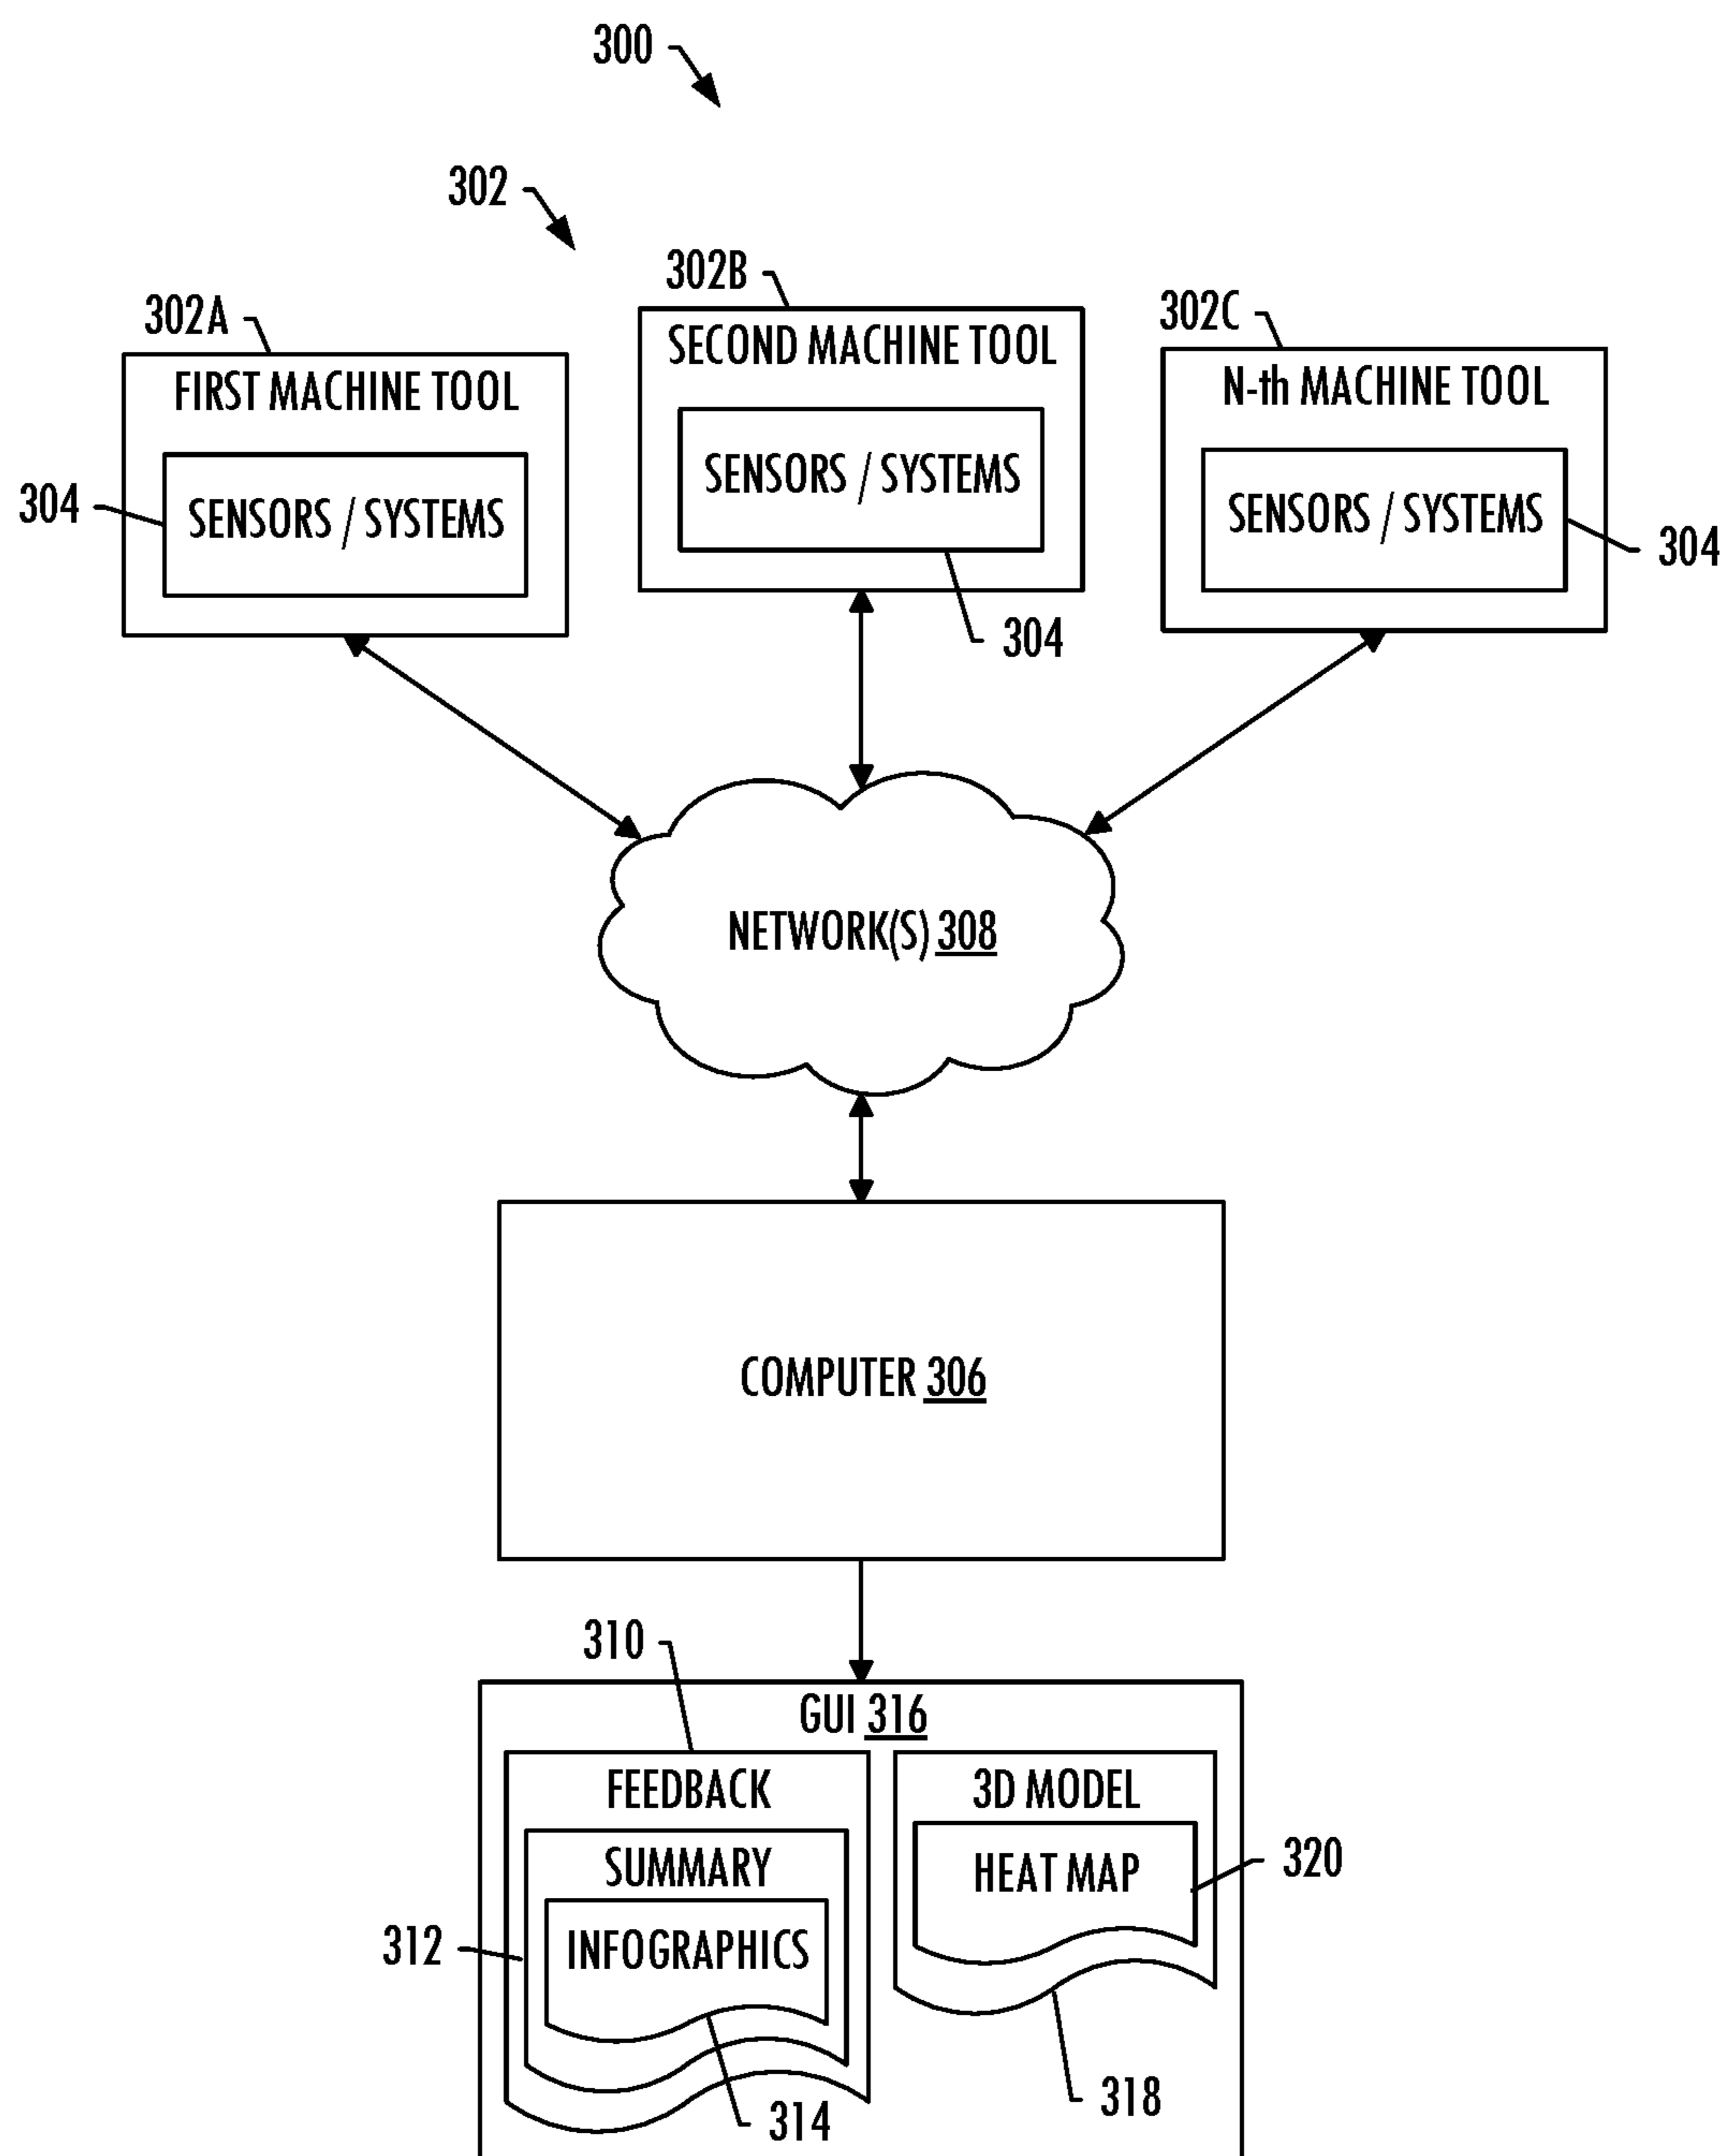 300
302
302A
302B
302C
FIRST MACHINE TOOL
SECOND MACHINE TOOL
N-th MACHINE TOOL
304
SENSORS / SYSTEMS
SENSORS / SYSTEMS
SENSORS / SYSTEMS
304
304
NETWORK(S) 308
COMPUTER 306
310
GUI 316
FEEDBACK
3D MODEL
SUMMARY
HEAT MAP
320
312
INFOGRAPHICS
314
318